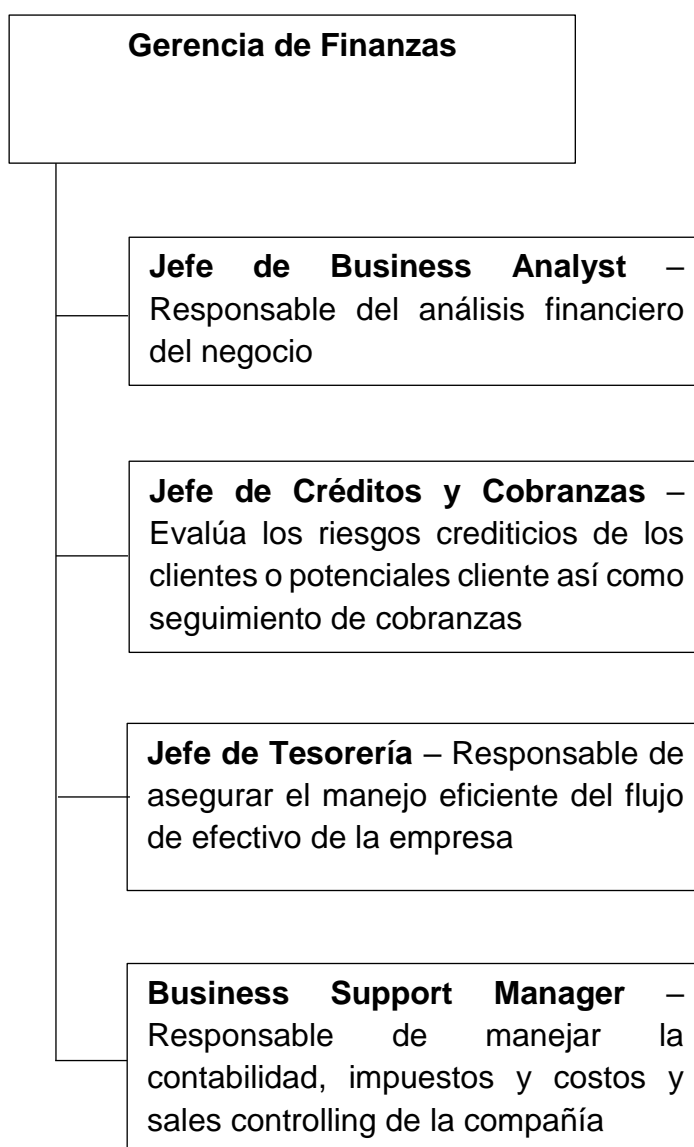 Gerencia de Finanzas
Jefe de Business Analyst –
Responsable del análisis financiero
del negocio
Jefe de Créditos y Cobranzas –
Evalúa los riesgos crediticios de los
clientes o potenciales cliente así como
seguimiento de cobranzas
Jefe de Tesorería – Responsable de
asegurar el manejo eficiente del flujo
de efectivo de la empresa
Business Support Manager –
Responsable de manejar la
contabilidad, impuestos y costos y
sales controlling de la compañía